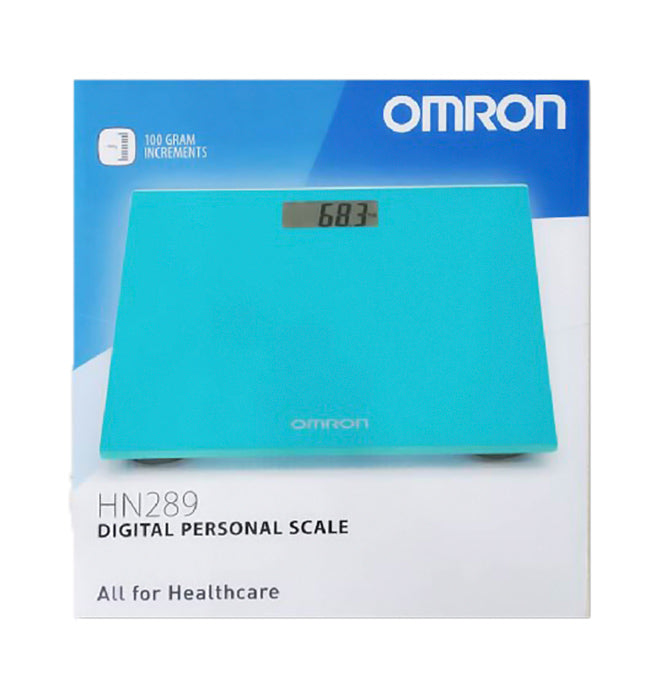 OMRON
100 GRAM
INCREMENTS
68.3
OMRON
HN289
DIGITAL PERSONAL SCALE
All for Healthcare